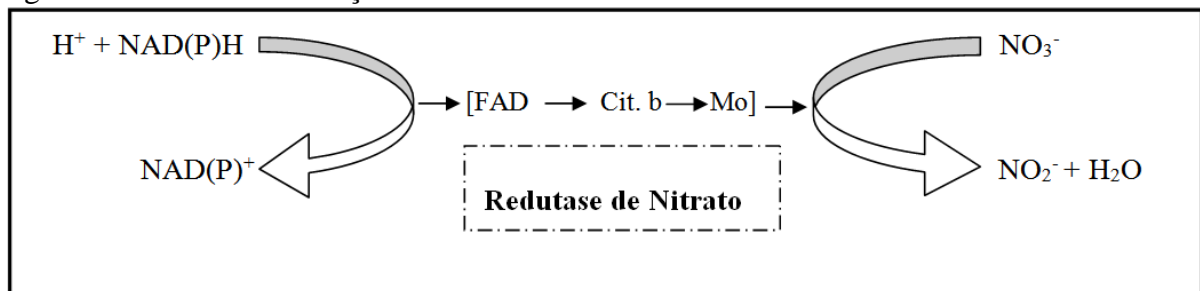 H⁺ + NAD(P)H
NO₃⁻
[FAD → Cit. b → Mo] →
NAD(P)⁺
NO₂⁻ + H₂O
Redutase de Nitrato